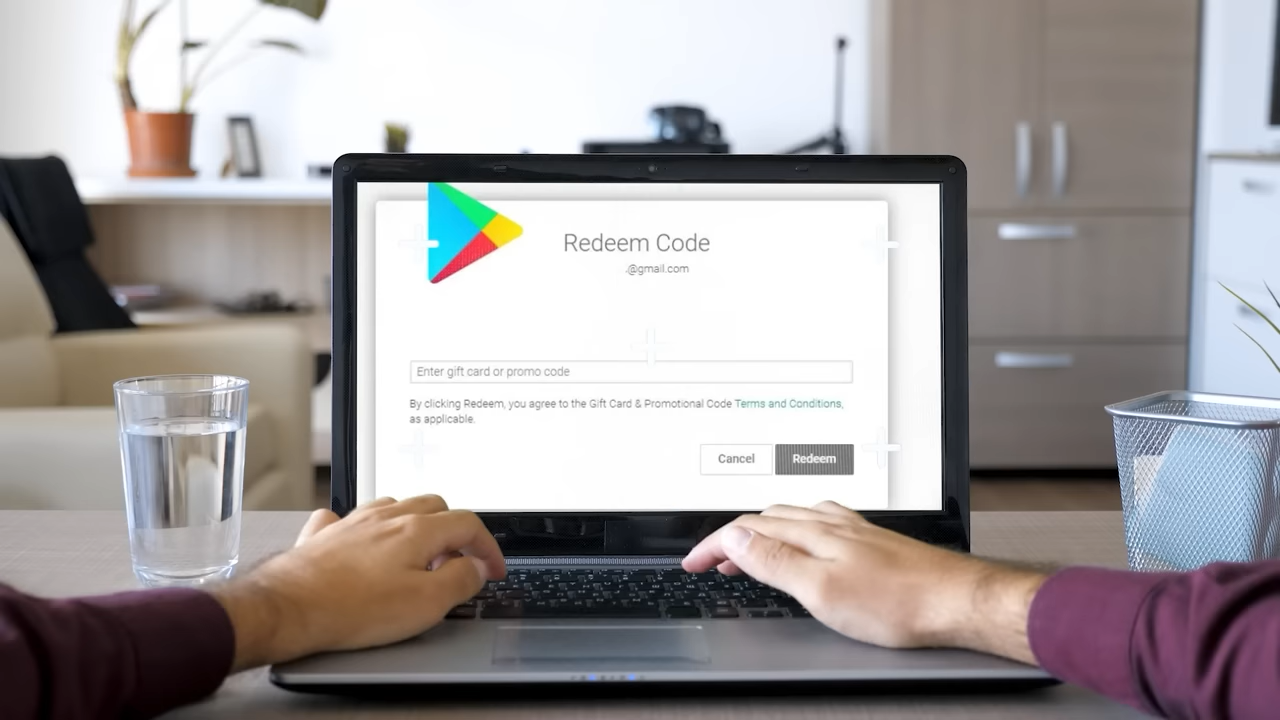 Redeem Code
.@gmail.com
Enter gift card or promo code
By clicking Redeem, you agree to the Gift Card & Promotional Code Terms and Conditions,
as applicable.
Cancel
Redeem